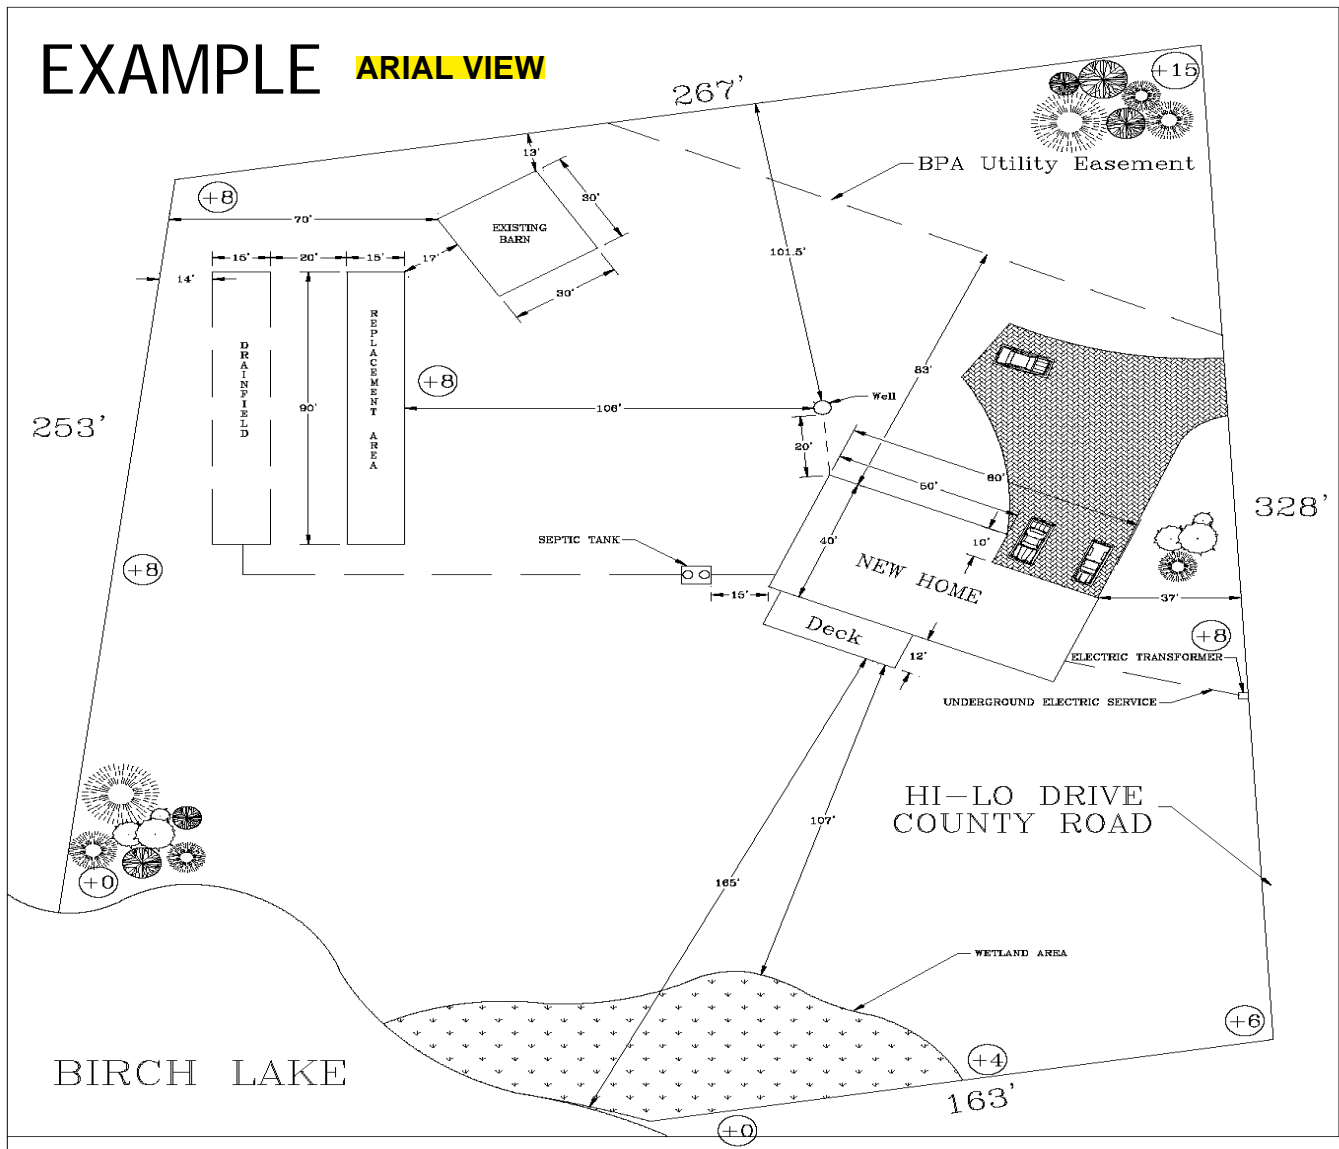 EXAMPLE
ARIAL VIEW
267'
+15
BPA Utility Easement
13'
30'
+8
70'
EXISTING
BARN
15'
20'
15'
17'
101.5'
14'
30'
DRAINFIELD
REPLACEMENT AREA
+8
83'
253'
90'
106'
Well
20'
60'
50'
328'
SEPTIC TANK
40'
10'
+8
NEW HOME
15'
37'
Deck
+8
12'
ELECTRIC TRANSFORMER
UNDERGROUND ELECTRIC SERVICE
HI-LO DRIVE
COUNTY ROAD
107'
165'
+0
WETLAND AREA
+6
BIRCH LAKE
+4
163'
+0